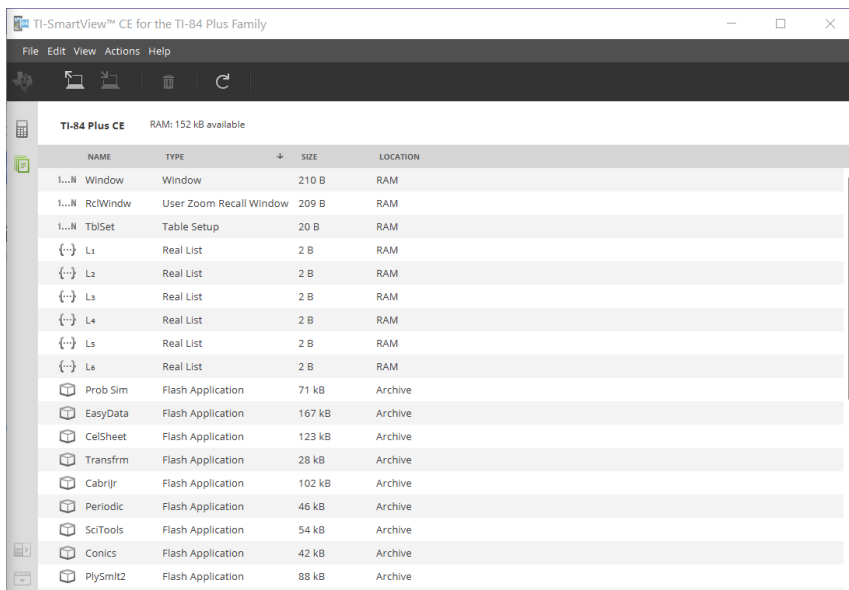 TI-SmartView™ CE for the TI-84 Plus Family
File Edit View Actions Help
TI-84 Plus CE RAM: 152 kB available
NAME TYPE SIZE LOCATION
1...N Window Window 210 B RAM
1...N RclWindw User Zoom Recall Window 209 B RAM
1...N TblSet Table Setup 20 B RAM
{···} L₁ Real List 2 B RAM
{···} L₂ Real List 2 B RAM
{···} L₃ Real List 2 B RAM
{···} L₄ Real List 2 B RAM
{···} L₅ Real List 2 B RAM
{···} L₆ Real List 2 B RAM
Prob Sim Flash Application 71 kB Archive
EasyData Flash Application 167 kB Archive
CelSheet Flash Application 123 kB Archive
Transfrm Flash Application 28 kB Archive
CabriJr Flash Application 102 kB Archive
Periodic Flash Application 46 kB Archive
SciTools Flash Application 54 kB Archive
Conics Flash Application 42 kB Archive
PlySmlt2 Flash Application 88 kB Archive